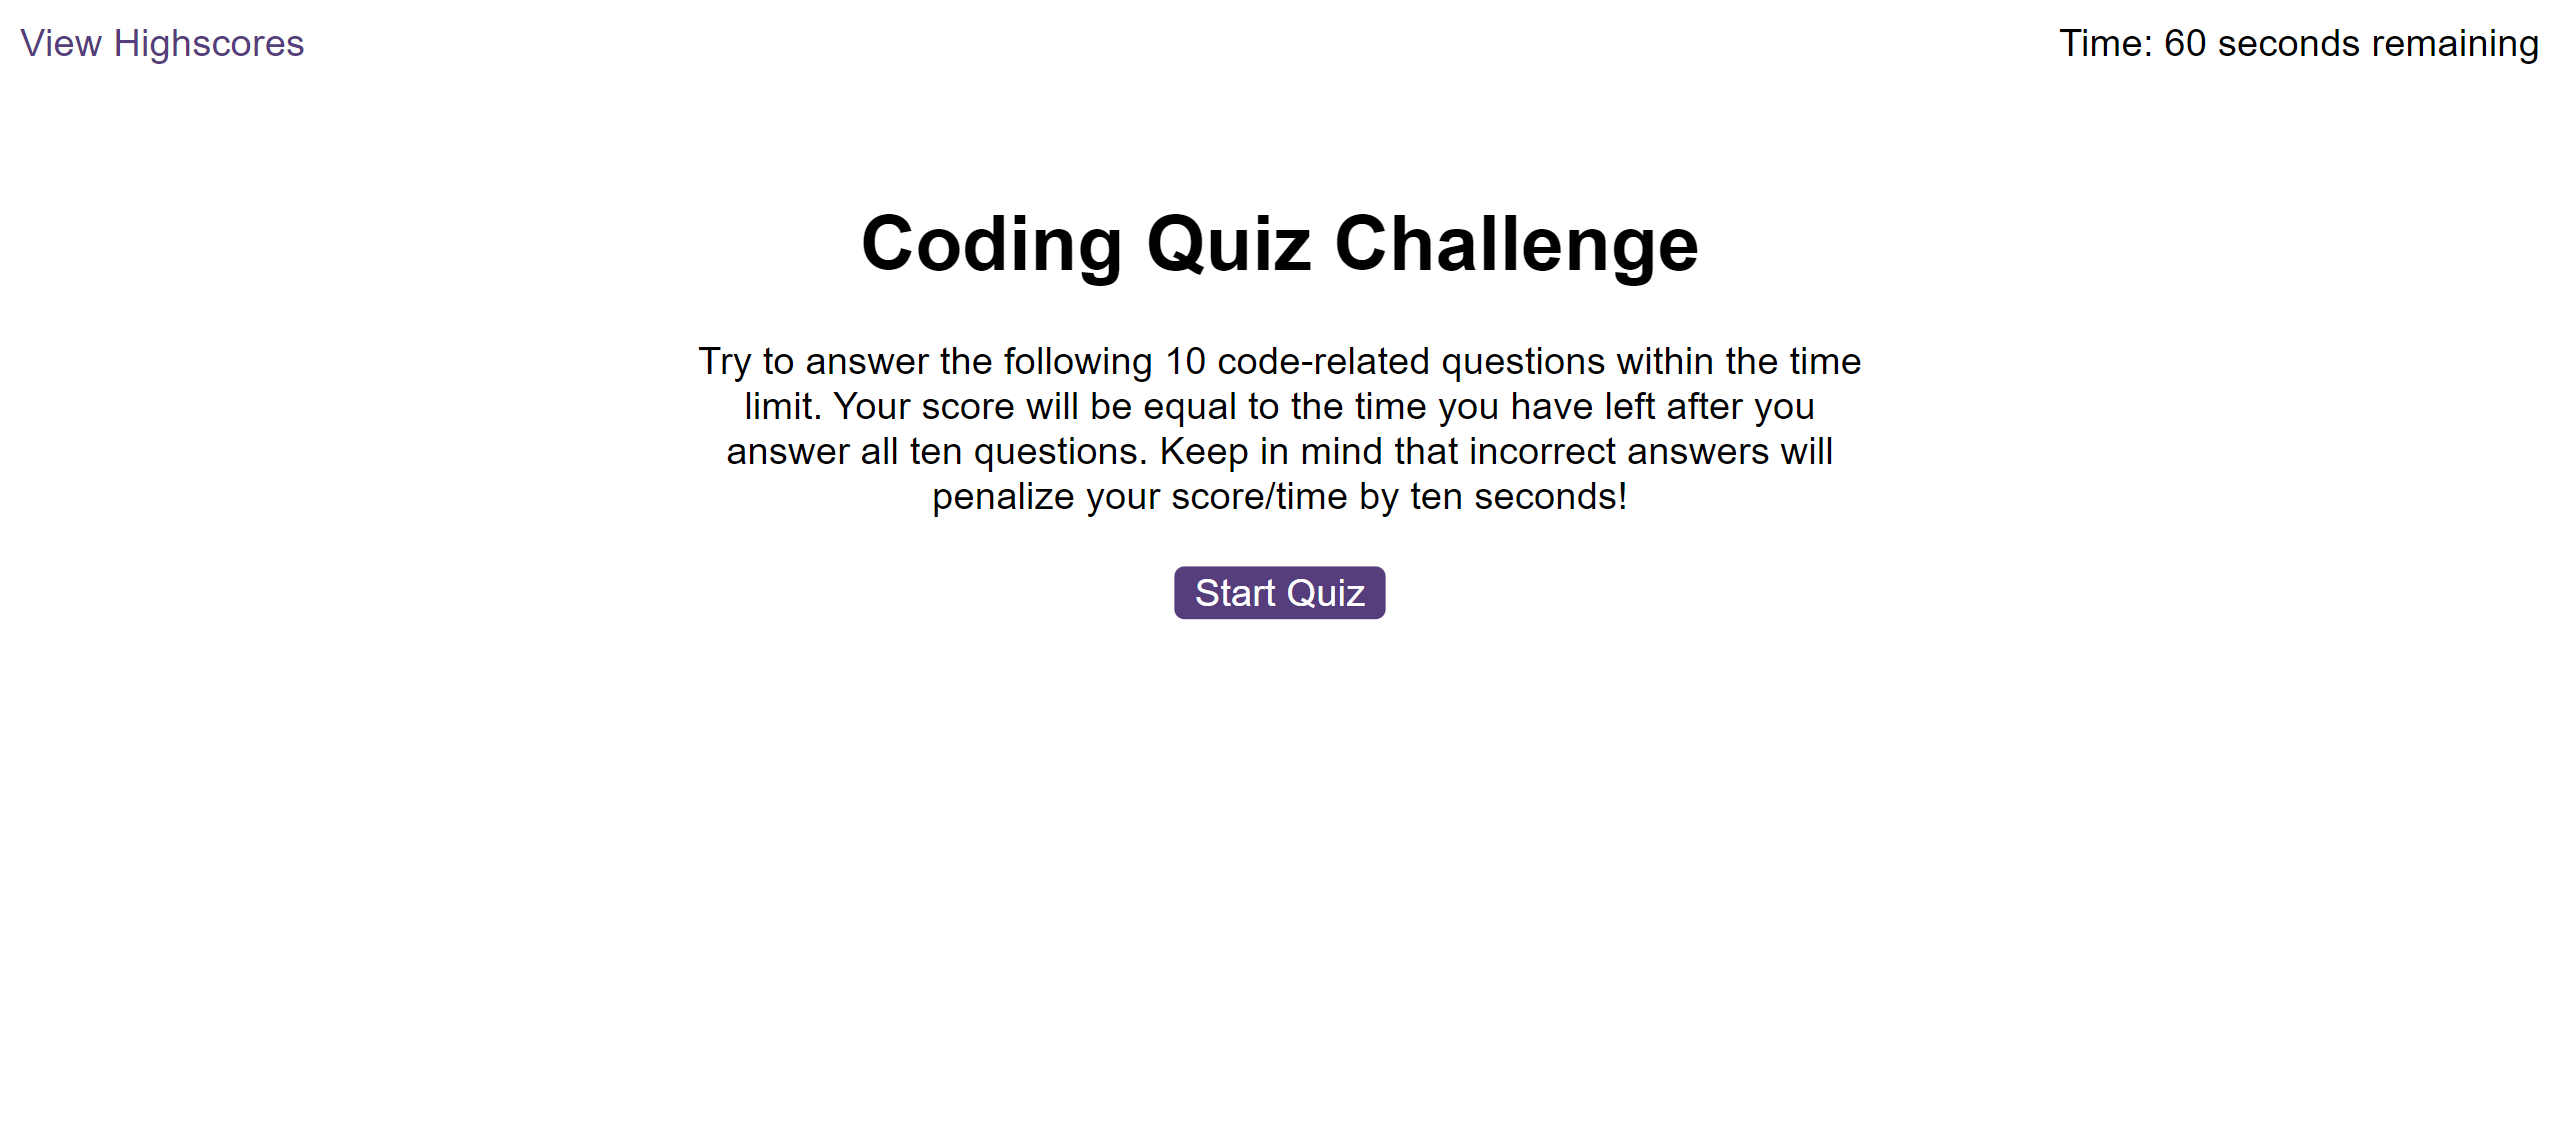 View Highscores
Time: 60 seconds remaining
Coding Quiz Challenge
Try to answer the following 10 code-related questions within the time
limit. Your score will be equal to the time you have left after you
answer all ten questions. Keep in mind that incorrect answers will
penalize your score/time by ten seconds!
Start Quiz